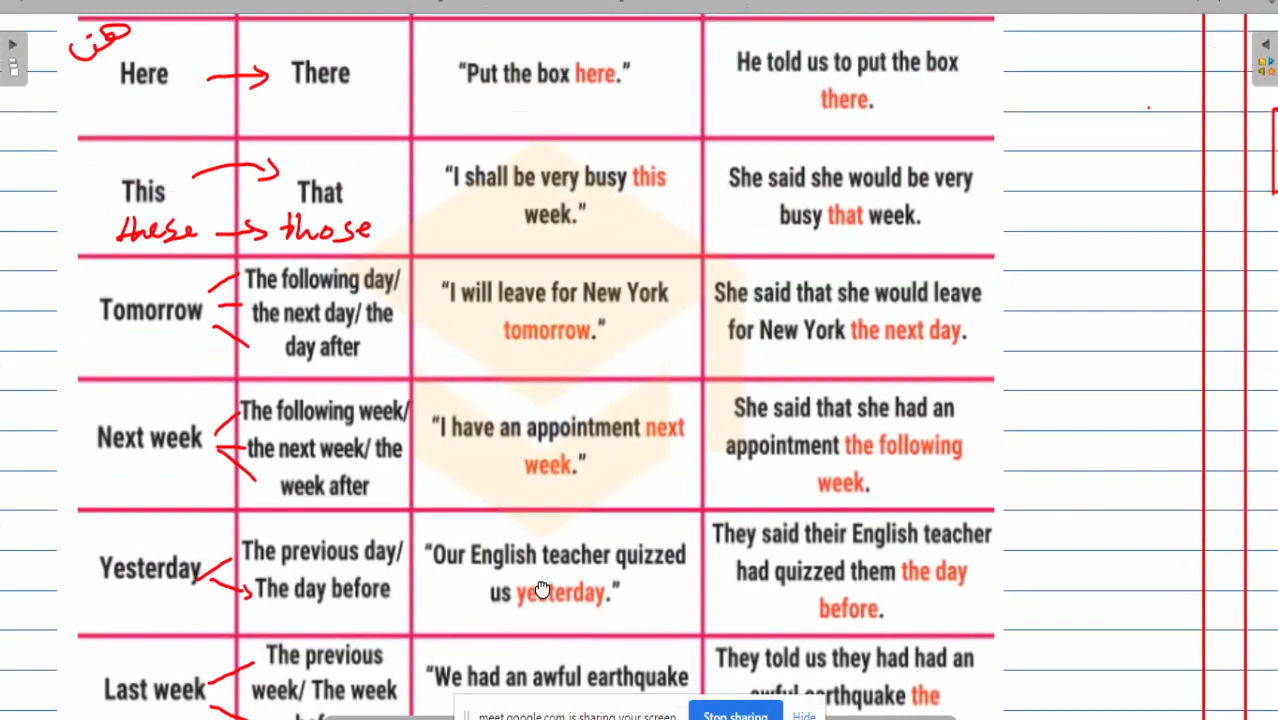 هنا
Here
There
“Put the box here.”
He told us to put the box
there.
This
these
That
those
“I shall be very busy this
week.”
She said she would be very
busy that week.
Tomorrow
The following day/
the next day/ the
day after
“I will leave for New York
tomorrow.”
She said that she would leave
for New York the next day.
Next week
The following week/
the next week/ the
week after
“I have an appointment next
week.”
She said that she had an
appointment the following
week.
Yesterday
The previous day/
The day before
“Our English teacher quizzed
us yesterday.”
They said their English teacher
had quizzed them the day
before.
Last week
The previous
week/ The week
“We had an awful earthquake
They told us they had had an
awful earthquake the
meet.google.com is sharing your screen.
Stop sharing
Hide